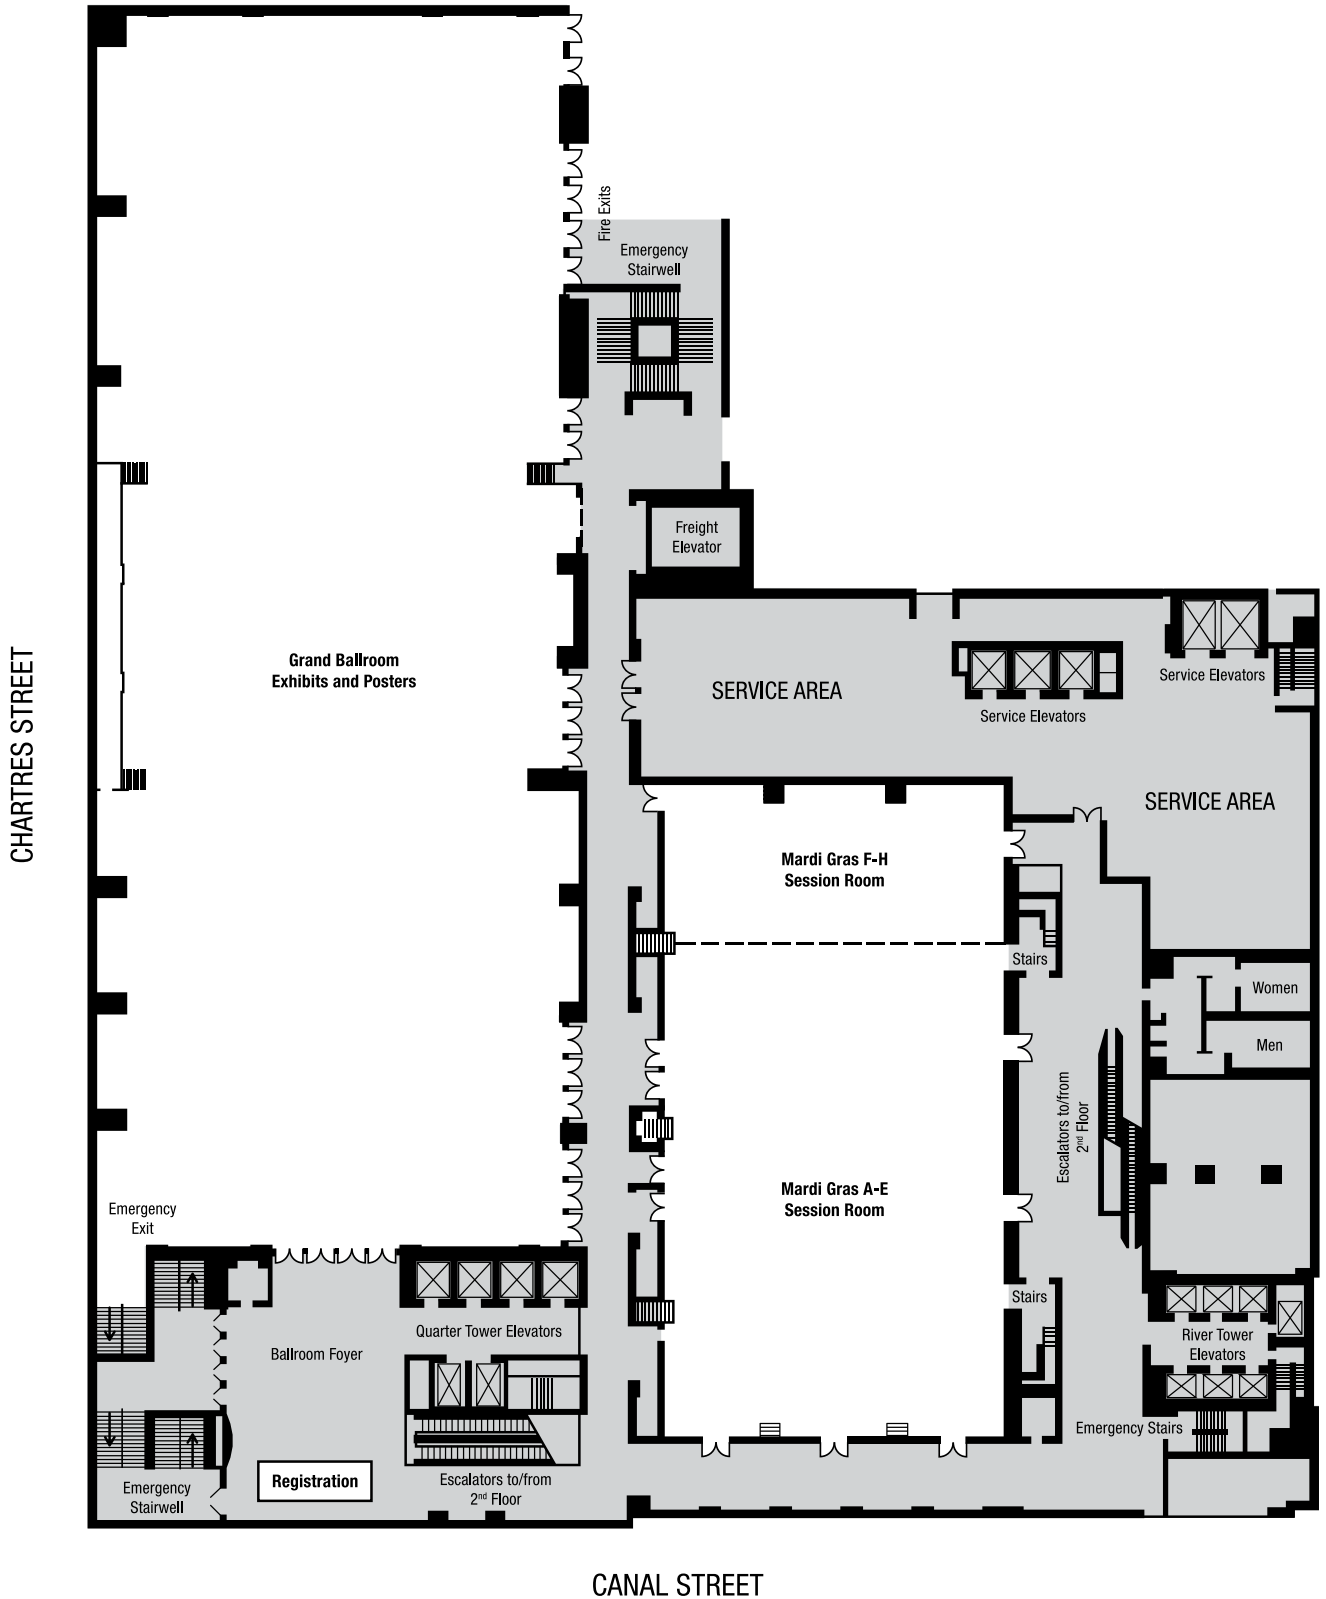 Fire Exits
Emergency
Stairwell
Freight
Elevator
CHARTRES STREET
Grand Ballroom
Exhibits and Posters
SERVICE AREA
Service Elevators
Service Elevators
SERVICE AREA
Mardi Gras F-H
Session Room
Stairs
Women
Men
Escalators to/from
2nd Floor
Mardi Gras A-E
Session Room
Emergency
Exit
Stairs
Quarter Tower Elevators
River Tower
Elevators
Ballroom Foyer
Emergency Stairs
Registration
Escalators to/from
2nd Floor
Emergency
Stairwell
CANAL STREET